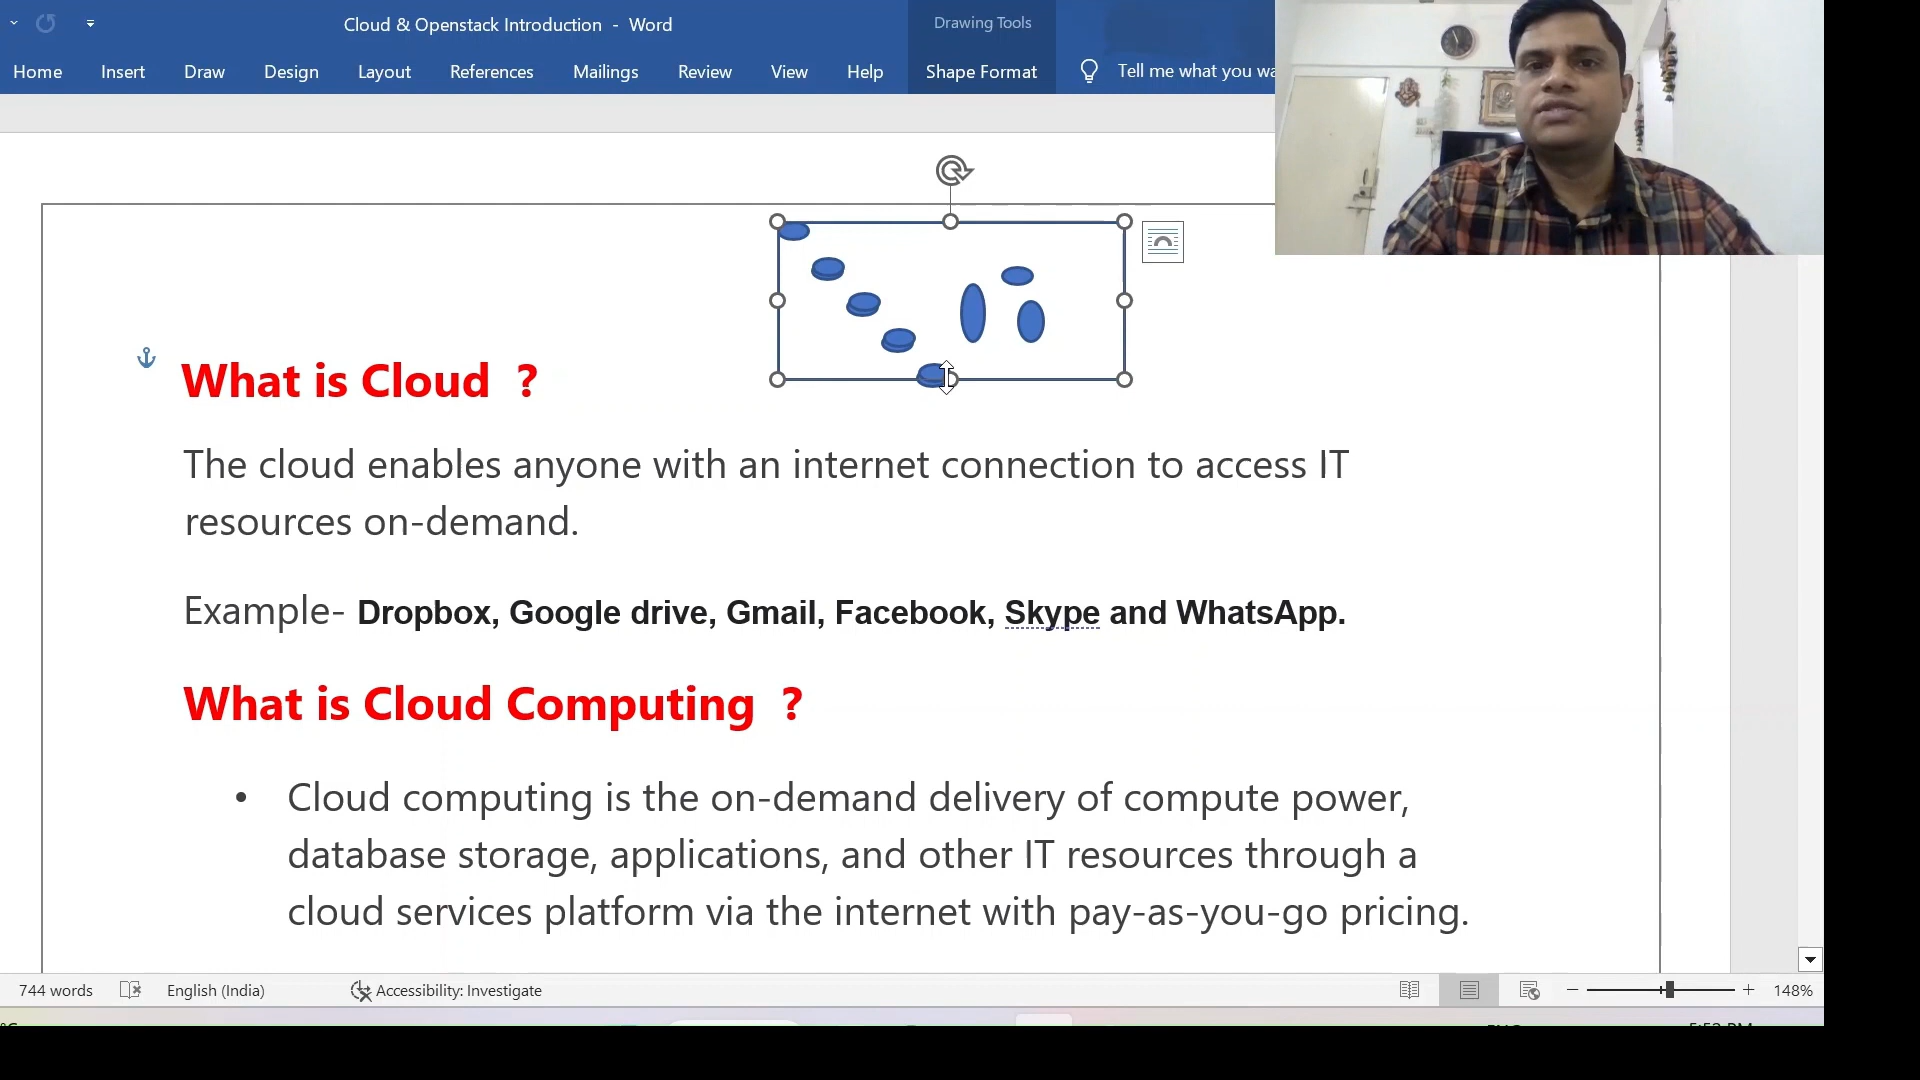 Cloud & Openstack Introduction - Word
Drawing Tools
Home Insert Draw Design Layout References Mailings Review View Help Shape Format Tell me what you
What is Cloud ?
The cloud enables anyone with an internet connection to access IT
resources on-demand.
Example- Dropbox, Google drive, Gmail, Facebook, Skype and WhatsApp.
What is Cloud Computing ?
• Cloud computing is the on-demand delivery of compute power,
database storage, applications, and other IT resources through a
cloud services platform via the internet with pay-as-you-go pricing.
744 words English (India) Accessibility: Investigate 148%